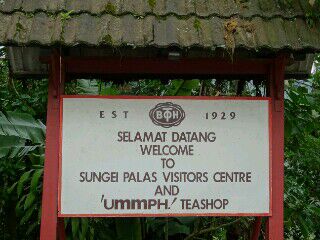 EST BOH 1929
SELAMAT DATANG
WELCOME
TO
SUNGEI PALAS VISITORS CENTRE
AND
'UMMPH.' TEASHOP